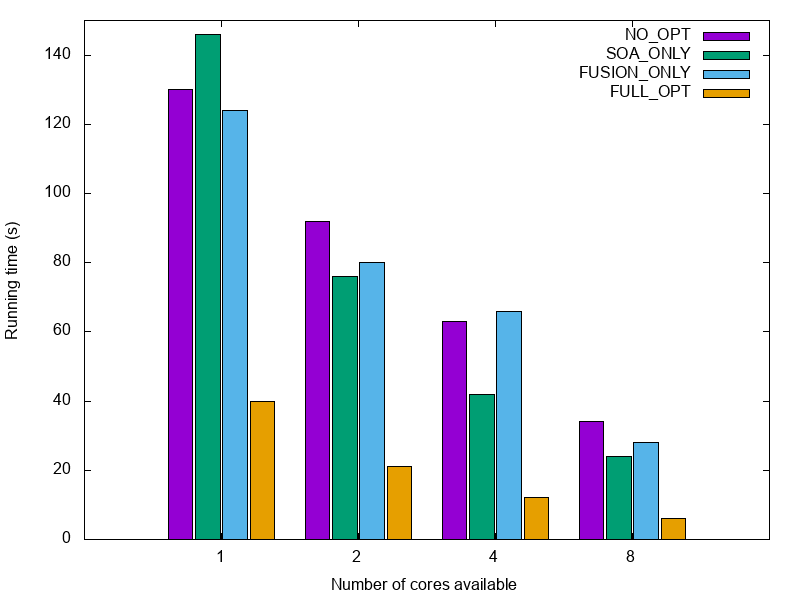 NO_OPT
SOA_ONLY
FUSION_ONLY
FULL_OPT
140
120
100
80
60
40
20
0
Running time (s)
1 2 4 8
Number of cores available